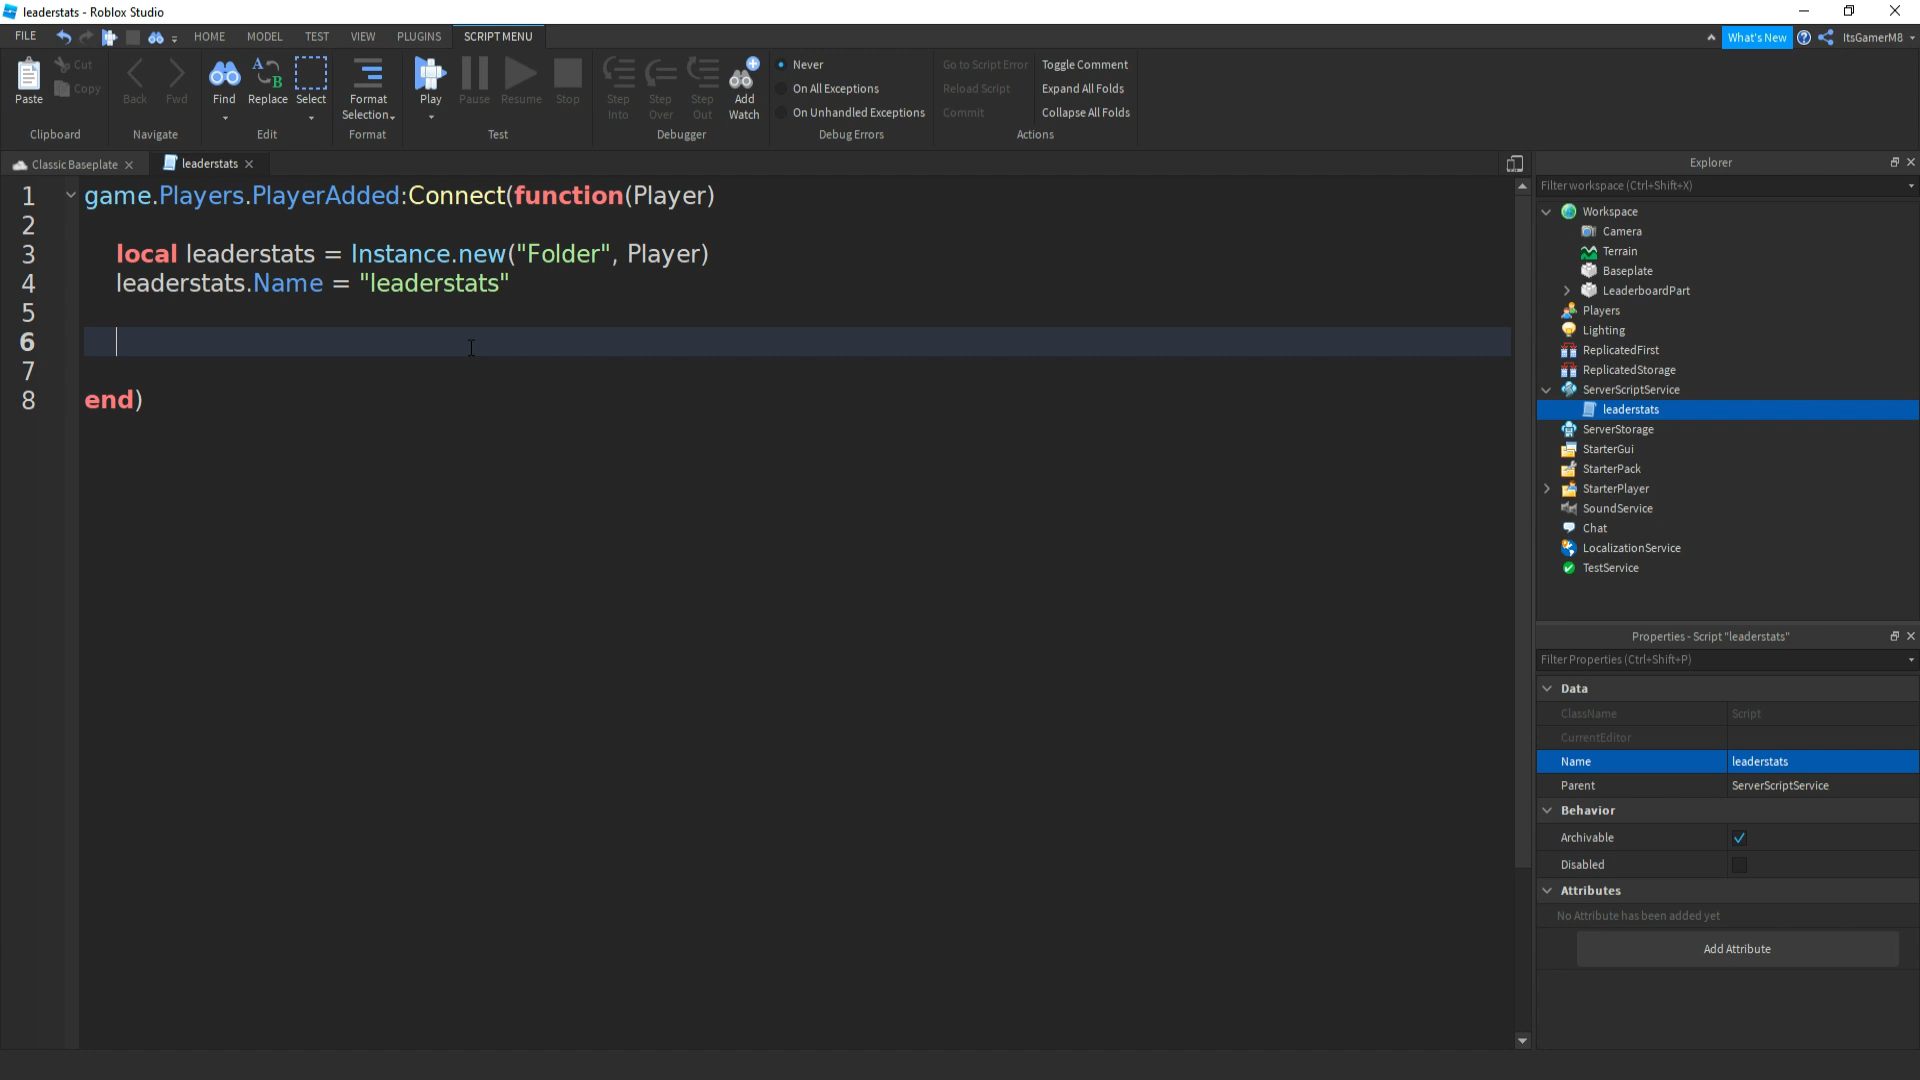 leaderstats - Roblox Studio
FILE HOME MODEL TEST VIEW PLUGINS SCRIPT MENU What's New ItsGamerM8
Paste Cut Copy
Clipboard
Back Fwd
Navigate
Find Replace Select
Edit
Format Selection
Format
Play Pause Resume Stop
Test
Step Into Step Over Step Out Add Watch
Debugger
Never
On All Exceptions
On Unhandled Exceptions
Debug Errors
Go to Script Error Toggle Comment
Reload Script Expand All Folds
Commit Collapse All Folds
Actions
Classic Baseplate leaderstats
1 game.Players.PlayerAdded:Connect(function(Player)
2
3 local leaderstats = Instance.new("Folder", Player)
4 leaderstats.Name = "leaderstats"
5
6
7
8 end)
Explorer
Filter workspace (Ctrl+Shift+X)
Workspace
Camera
Terrain
Baseplate
LeaderboardPart
Players
Lighting
ReplicatedFirst
ReplicatedStorage
ServerScriptService
leaderstats
ServerStorage
StarterGui
StarterPack
StarterPlayer
SoundService
Chat
LocalizationService
TestService
Properties - Script "leaderstats"
Filter Properties (Ctrl+Shift+P)
Data
ClassName Script
CurrentEditor
Name leaderstats
Parent ServerScriptService
Behavior
Archivable
Disabled
Attributes
No Attribute has been added yet
Add Attribute